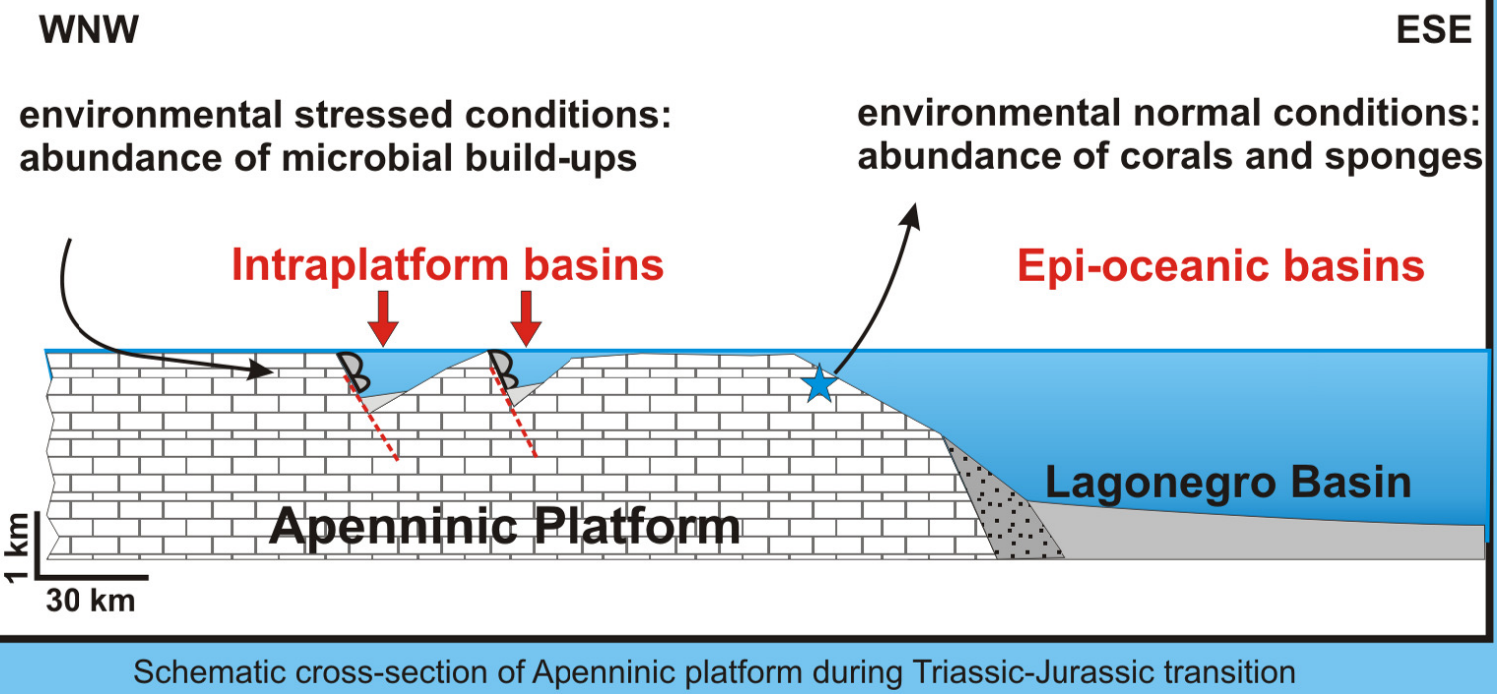 WNW
ESE
environmental stressed conditions:
abundance of microbial build-ups
environmental normal conditions:
abundance of corals and sponges
Intraplatform basins
Epi-oceanic basins
Lagonegro Basin
Apenninic Platform
1 km
30 km
Schematic cross-section of Apenninic platform during Triassic-Jurassic transition